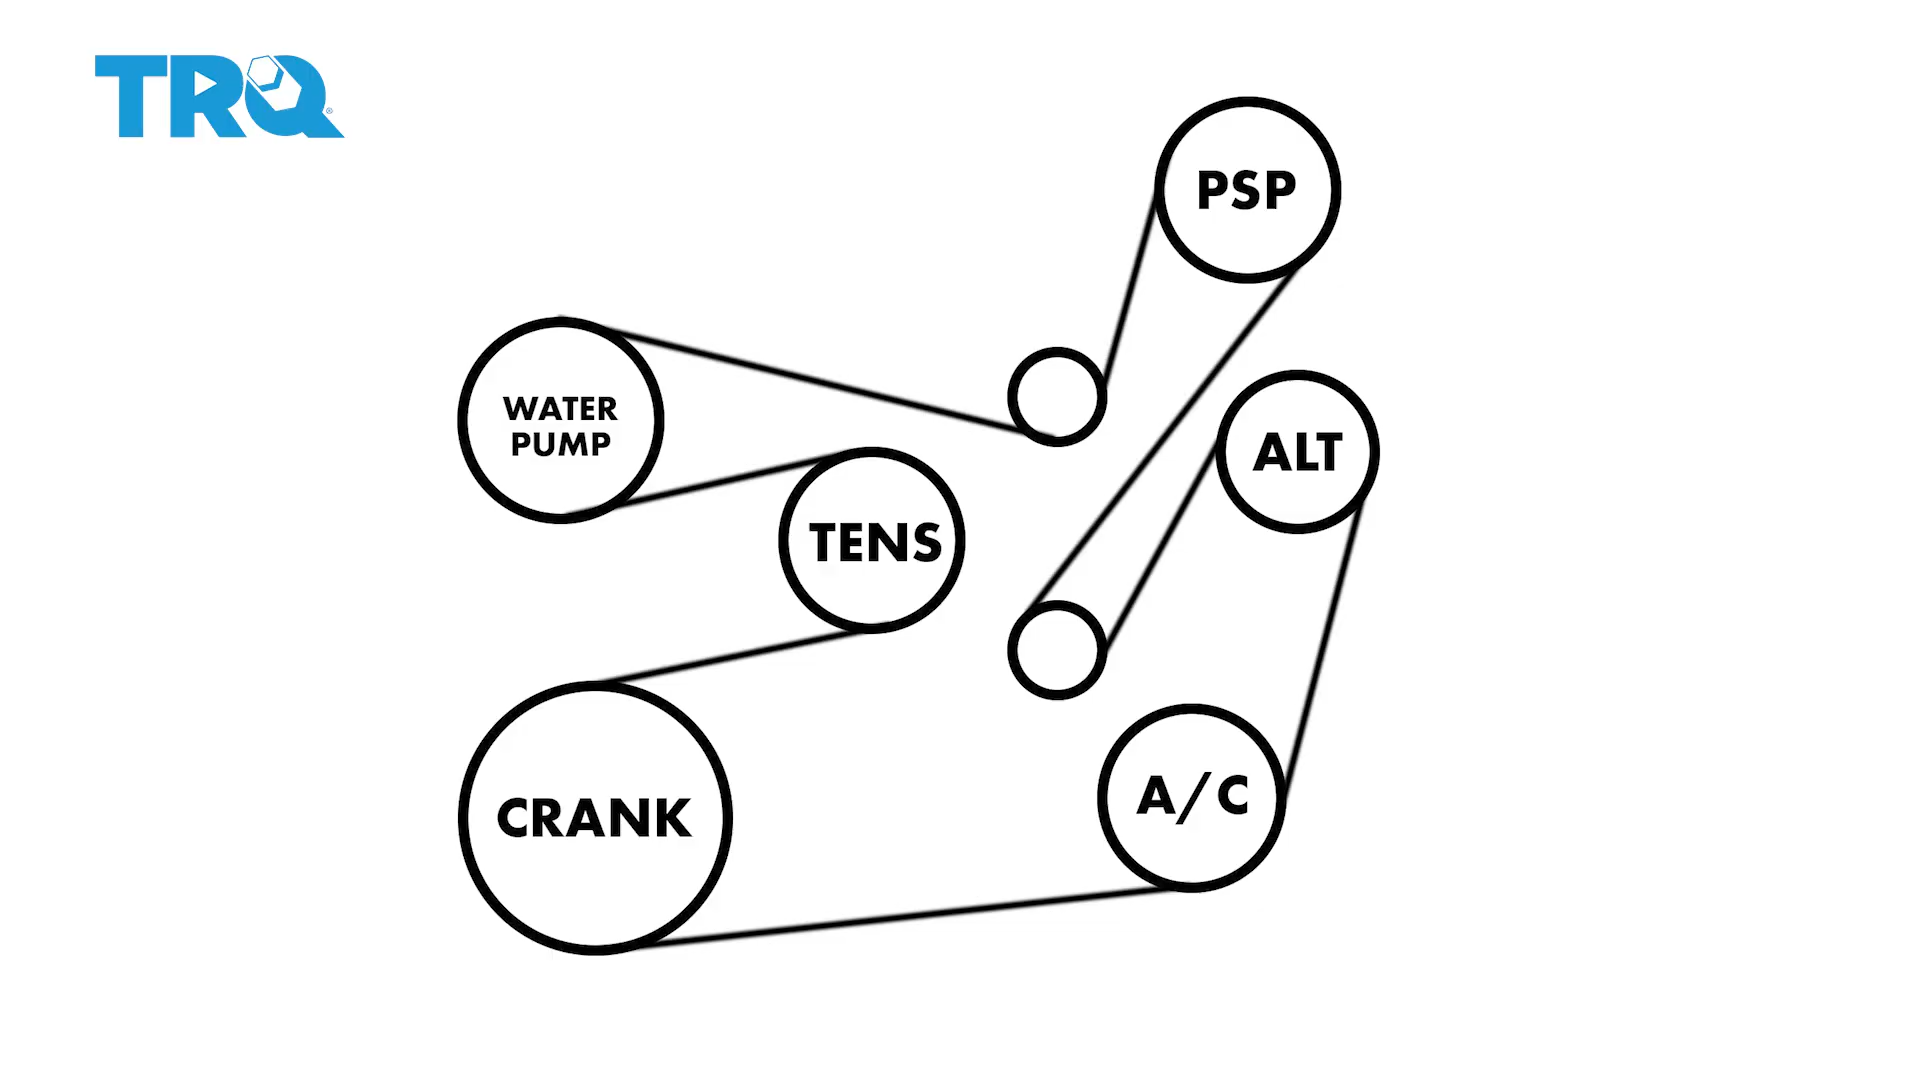 TRQ®
PSP
WATER
PUMP
ALT
TENS
A/C
CRANK